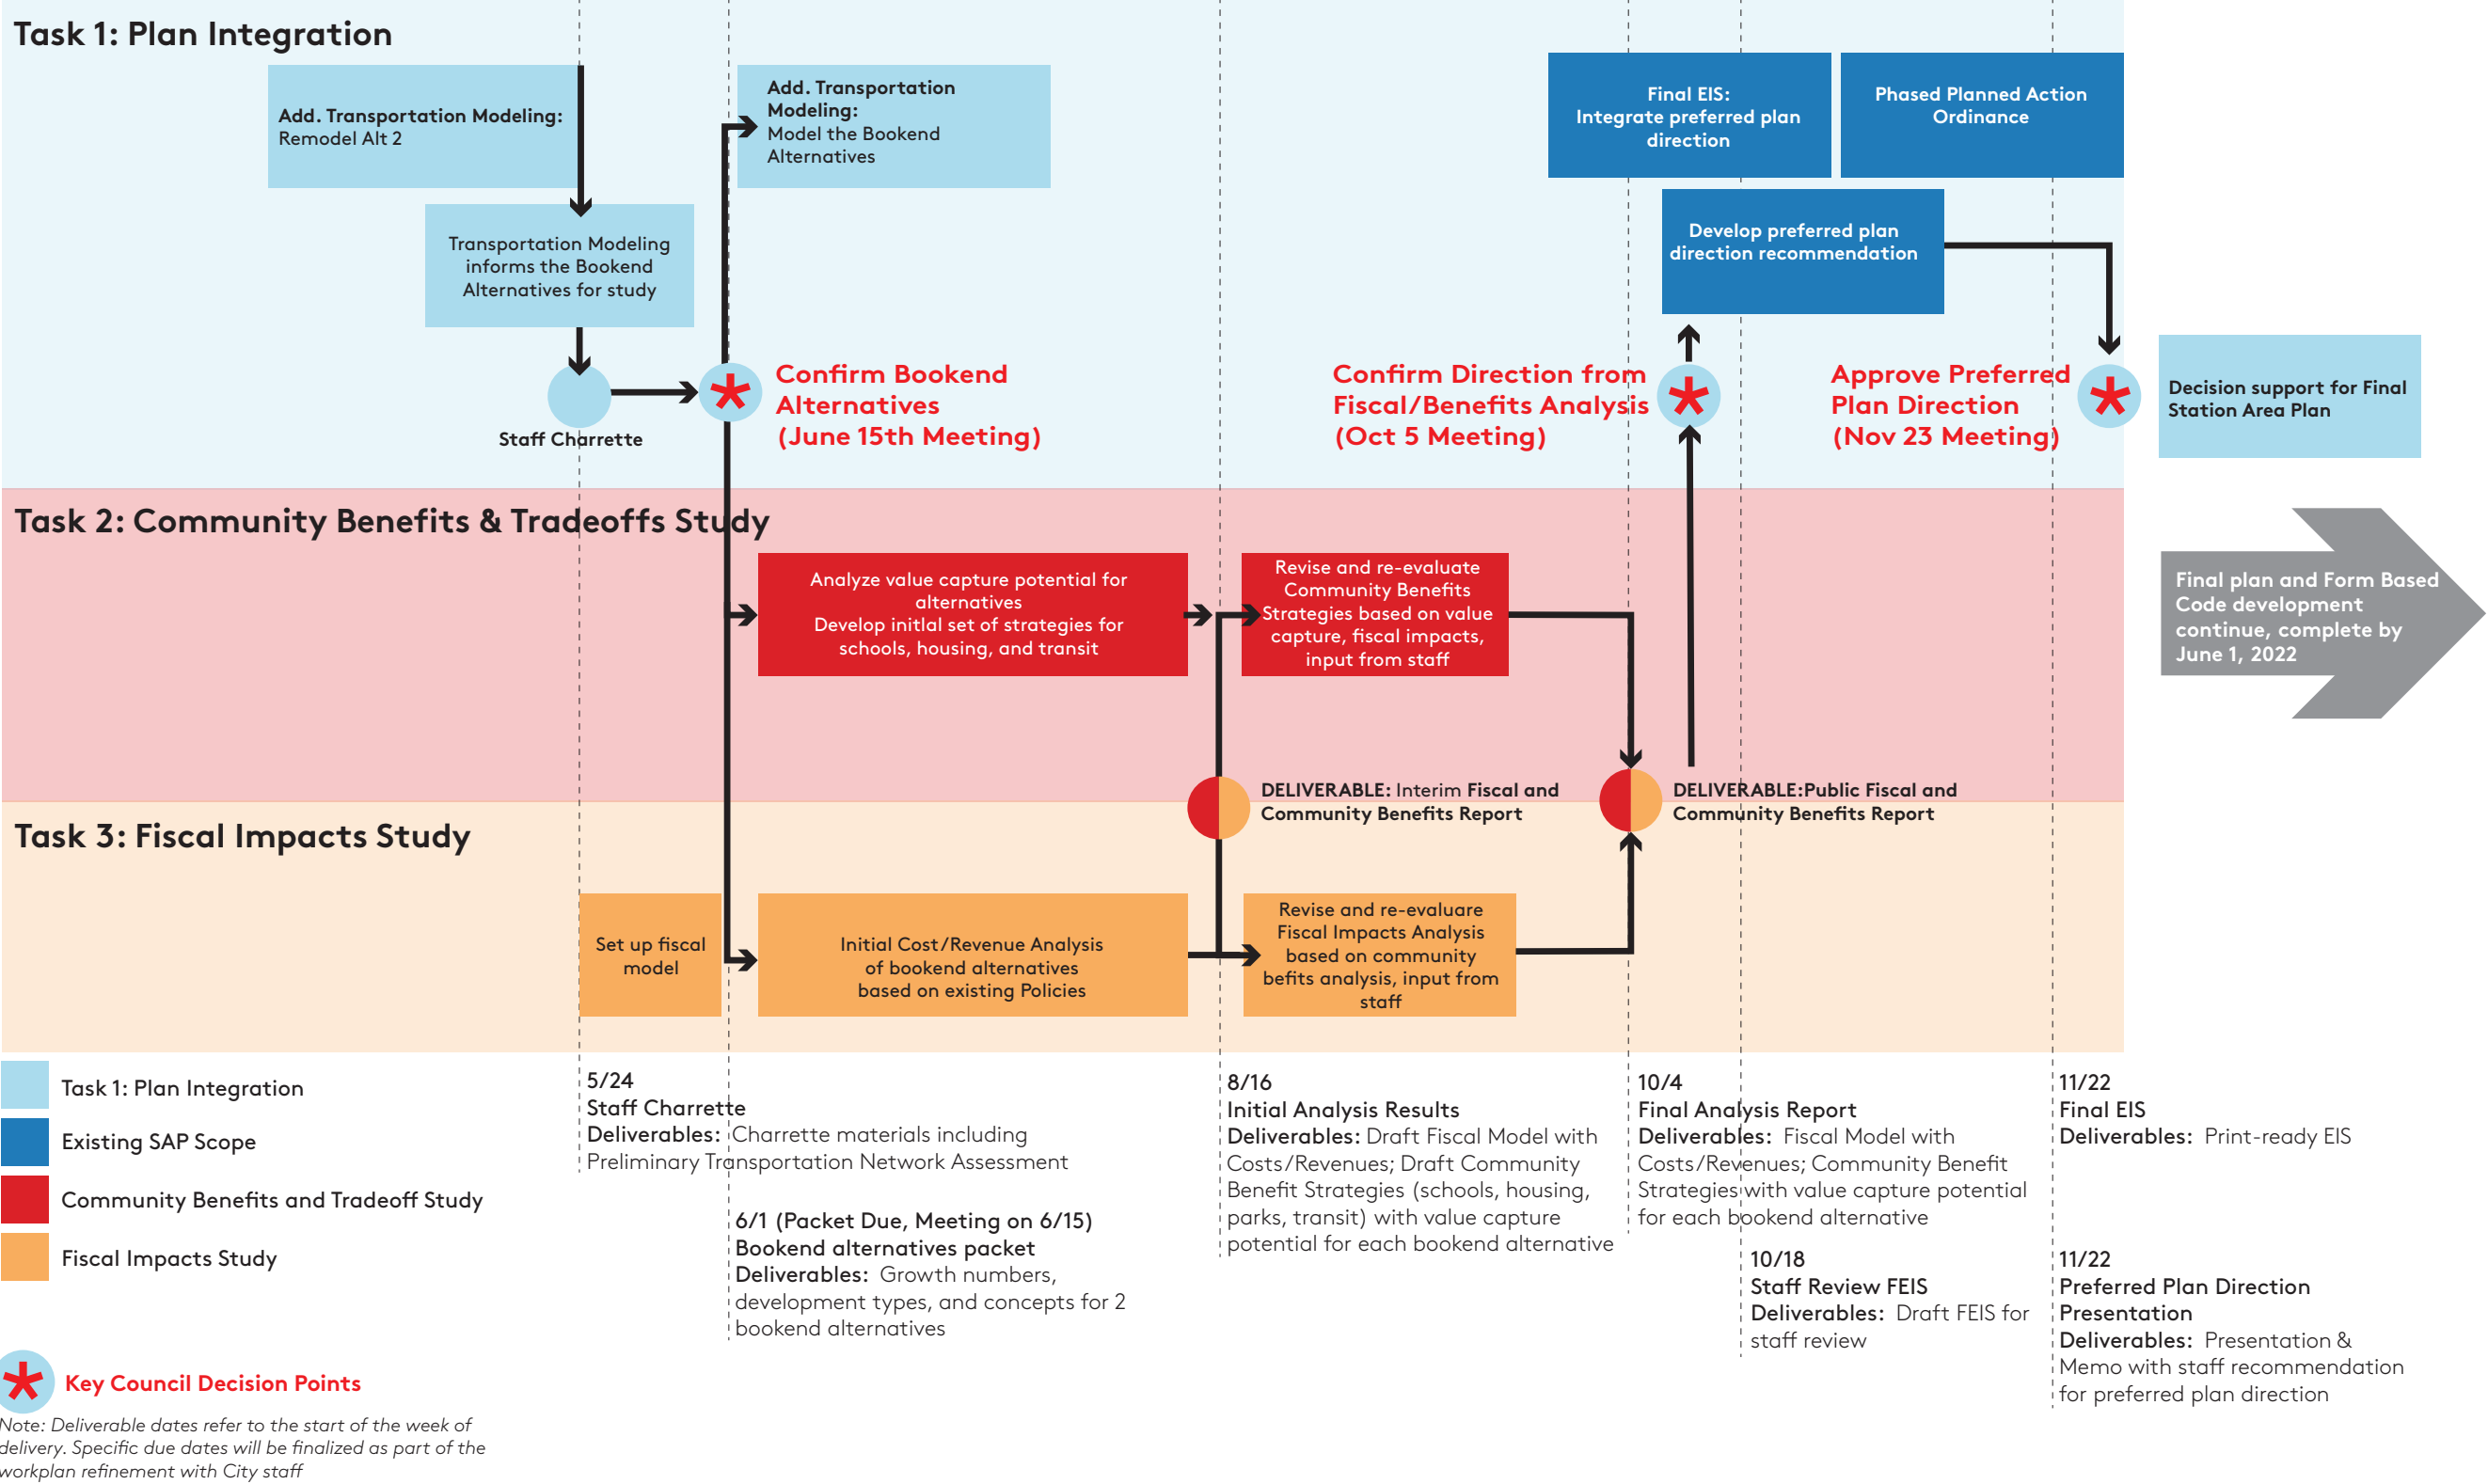 Task 1: Plan Integration
Add. Transportation Modeling:
Remodel Alt 2
Add. Transportation
Modeling:
Model the Bookend
Alternatives
Final EIS:
Integrate preferred plan
direction
Phased Planned Action
Ordinance
Transportation Modeling
informs the Bookend
Alternatives for study
Develop preferred plan
direction recommendation
Staff Charrette
Confirm Bookend
Alternatives
(June 15th Meeting)
Confirm Direction from
Fiscal/Benefits Analysis
(Oct 5 Meeting)
Approve Preferred
Plan Direction
(Nov 23 Meeting)
Decision support for Final
Station Area Plan
Task 2: Community Benefits & Tradeoffs Study
Analyze value capture potential for
alternatives
Develop initlal set of strategies for
schools, housing, and transit
Revise and re-evaluate
Community Benefits
Strategies based on value
capture, fiscal impacts,
input from staff
Final plan and Form Based
Code development
continue, complete by
June 1, 2022
DELIVERABLE: Interim Fiscal and
Community Benefits Report
DELIVERABLE:Public Fiscal and
Community Benefits Report
Task 3: Fiscal Impacts Study
Set up fiscal
model
Initial Cost/Revenue Analysis
of bookend alternatives
based on existing Policies
Revise and re-evaluare
Fiscal Impacts Analysis
based on community
befits analysis, input from
staff
Task 1: Plan Integration
Existing SAP Scope
Community Benefits and Tradeoff Study
Fiscal Impacts Study
Key Council Decision Points
Note: Deliverable dates refer to the start of the week of
delivery. Specific due dates will be finalized as part of the
workplan refinement with City staff
5/24
Staff Charrette
Deliverables: Charrette materials including
Preliminary Transportation Network Assessment
6/1 (Packet Due, Meeting on 6/15)
Bookend alternatives packet
Deliverables: Growth numbers,
development types, and concepts for 2
bookend alternatives
8/16
Initial Analysis Results
Deliverables: Draft Fiscal Model with
Costs/Revenues; Draft Community
Benefit Strategies (schools, housing,
parks, transit) with value capture
potential for each bookend alternative
10/4
Final Analysis Report
Deliverables: Fiscal Model with
Costs/Revenues; Community Benefit
Strategies with value capture potential
for each bookend alternative
10/18
Staff Review FEIS
Deliverables: Draft FEIS for
staff review
11/22
Final EIS
Deliverables: Print-ready EIS
11/22
Preferred Plan Direction
Presentation
Deliverables: Presentation &
Memo with staff recommendation
for preferred plan direction